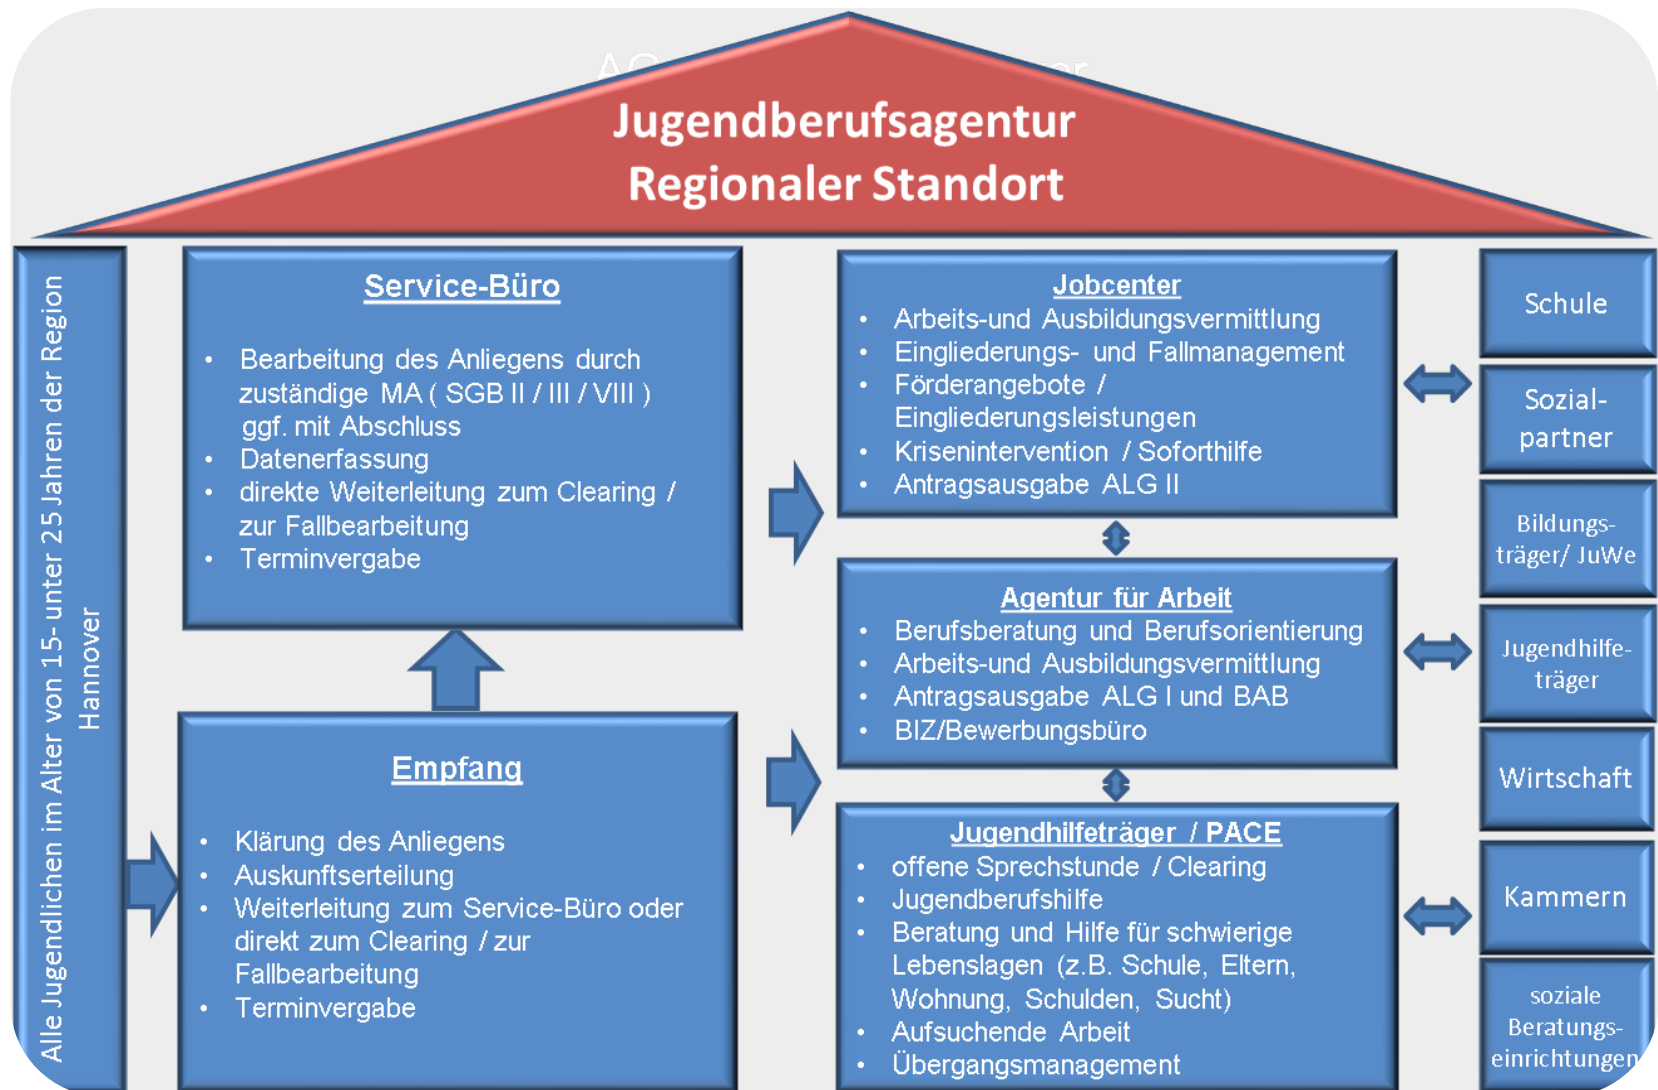 Jugendberufsagentur
Regionaler Standort
Alle Jugendlichen im Alter von 15- unter 25 Jahren der Region
Hannover
Service-Büro
• Bearbeitung des Anliegens durch
zuständige MA ( SGB II / III / VIII )
ggf. mit Abschluss
• Datenerfassung
• direkte Weiterleitung zum Clearing /
zur Fallbearbeitung
• Terminvergabe
Empfang
• Klärung des Anliegens
• Auskunftserteilung
• Weiterleitung zum Service-Büro oder
direkt zum Clearing / zur
Fallbearbeitung
• Terminvergabe
Jobcenter
• Arbeits-und Ausbildungsvermittlung
• Eingliederungs- und Fallmanagement
• Förderangebote /
Eingliederungsleistungen
• Krisenintervention / Soforthilfe
• Antragsausgabe ALG II
Agentur für Arbeit
• Berufsberatung und Berufsorientierung
• Arbeits-und Ausbildungsvermittlung
• Antragsausgabe ALG I und BAB
• BIZ/Bewerbungsbüro
Jugendhilfeträger / PACE
• offene Sprechstunde / Clearing
• Jugendberufshilfe
• Beratung und Hilfe für schwierige
Lebenslagen (z.B. Schule, Eltern,
Wohnung, Schulden, Sucht)
• Aufsuchende Arbeit
• Übergangsmanagement
Schule
Sozial-
partner
Bildungs-
träger/ JuWe
Jugendhilfe-
träger
Wirtschaft
Kammern
soziale
Beratungs-
einrichtungen